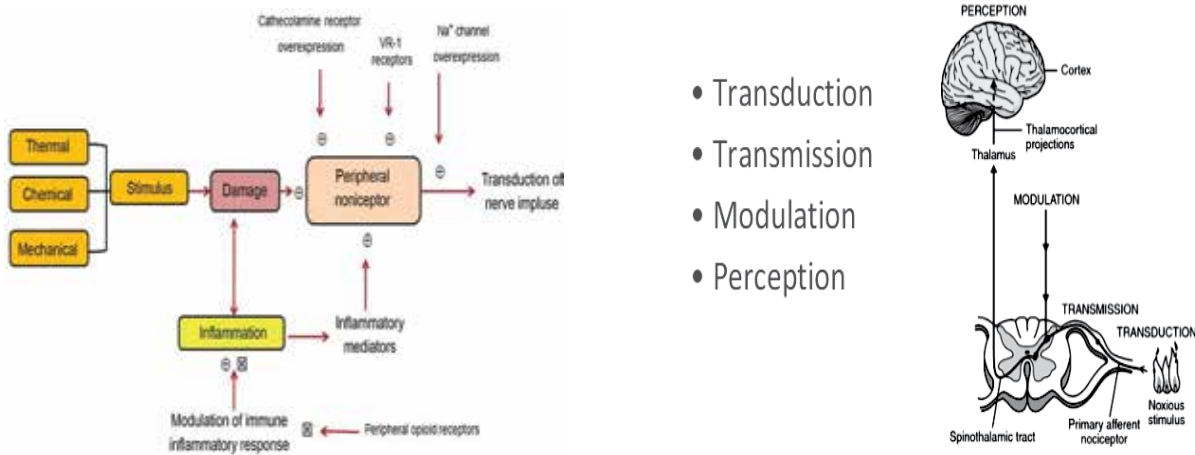 Cathecolamine receptor
overexpression
VR-1
receptors
Na⁺ channel
overexpression
Thermal
Chemical
Mechanical
Stimulus
Damage
Peripheral
noniceptor
Transduction of
nerve impluse
Inflammation
Inflammatory
mediators
Modulation of immune
inflammatory response
Peripheral opioid receptors
• Transduction
• Transmission
• Modulation
• Perception
PERCEPTION
Cortex
Thalamocortical
projections
Thalamus
MODULATION
TRANSMISSION
TRANSDUCTION
Noxious
stimulus
Primary afferent
nociceptor
Spinothalamic tract